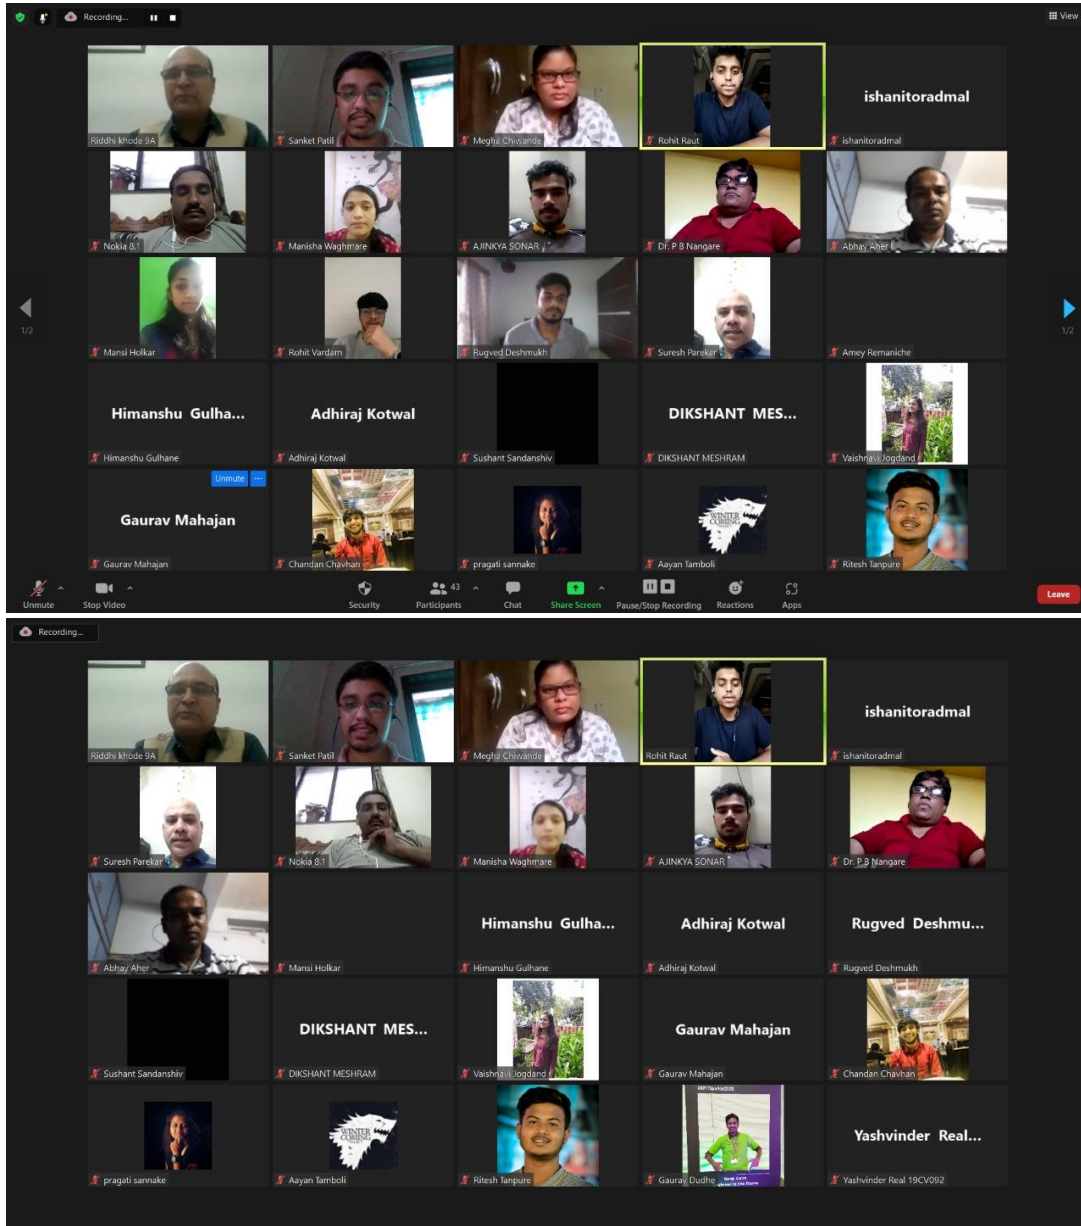 Recording...
View
ishanitoradmal
Riddhi khode 9A
Sanket Patil
Megha Chiwande
Rohit Raut
ishanitoradmal
Nokia 8.1
Manisha Waghmare
AJINKYA SONAR
Dr. P B Nangare
Abhay Aher
1/2
1/2
Mansi Holkar
Rohit Vardam
Rugved Deshmukh
Suresh Parekar
Amey Remaniche
Himanshu Gulha...
Adhiraj Kotwal
DIKSHANT MES...
Himanshu Gulhane
Adhiraj Kotwal
Sushant Sandanshiv
DIKSHANT MESHRAM
Vaishnavi Jogdand
Unmute ...
Gaurav Mahajan
WINTER
COMING
Gaurav Mahajan
Chandan Chavhan
pragati sannake
Aayan Tamboli
Ritesh Tanpure
43
Unmute
Stop Video
Security
Participants
Chat
Share Screen
Pause/Stop Recording
Reactions
Apps
Leave
Recording...
ishanitoradmal
Riddhi khode 9A
Sanket Patil
Megha Chiwande
Rohit Raut
ishanitoradmal
Suresh Parekar
Nokia 8.1
Manisha Waghmare
AJINKYA SONAR
Dr. P B Nangare
Himanshu Gulha...
Adhiraj Kotwal
Rugved Deshmu...
Abhay Aher
Mansi Holkar
Himanshu Gulhane
Adhiraj Kotwal
Rugved Deshmukh
DIKSHANT MES...
Gaurav Mahajan
Sushant Sandanshiv
DIKSHANT MESHRAM
Vaishnavi Jogdand
Gaurav Mahajan
Chandan Chavhan
WINTER
COMING
Yashvinder Real...
pragati sannake
Aayan Tamboli
Ritesh Tanpure
Gaurav Dudhe
Yashvinder Real 19CV092